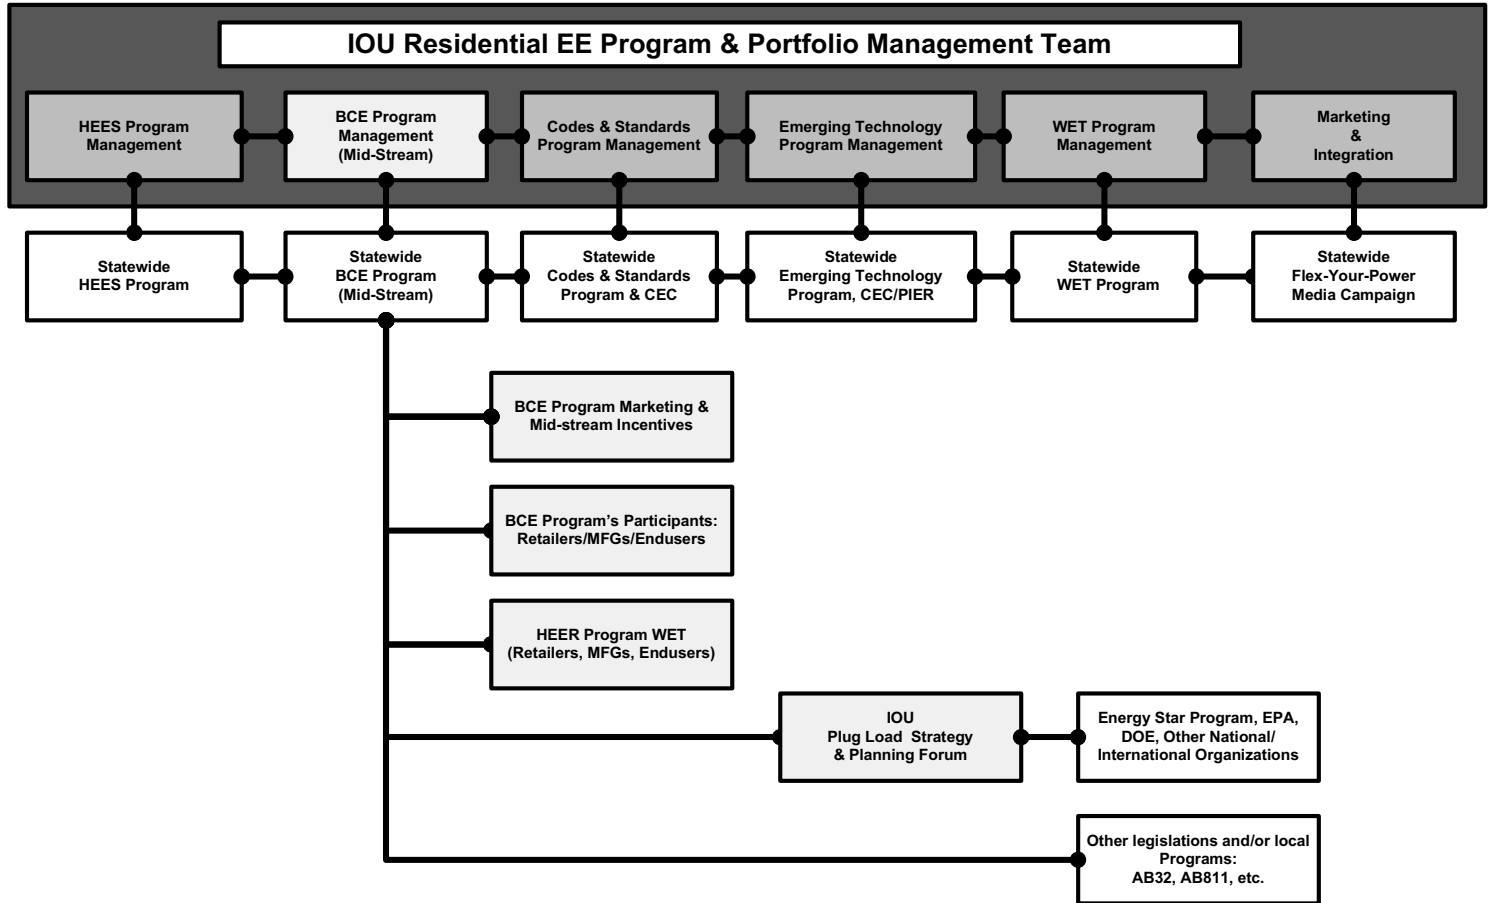 IOU Residential EE Program & Portfolio Management Team
HEES Program
Management
BCE Program
Management
(Mid-Stream)
Codes & Standards
Program Management
Emerging Technology
Program Management
WET Program
Management
Marketing
&
Integration
Statewide
HEES Program
Statewide
BCE Program
(Mid-Stream)
Statewide
Codes & Standards
Program & CEC
Statewide
Emerging Technology
Program, CEC/PIER
Statewide
WET Program
Statewide
Flex-Your-Power
Media Campaign
BCE Program Marketing &
Mid-stream Incentives
BCE Program's Participants:
Retailers/MFGs/Endusers
HEER Program WET
(Retailers, MFGs, Endusers)
IOU
Plug Load Strategy
& Planning Forum
Energy Star Program, EPA,
DOE, Other National/
International Organizations
Other legislations and/or local
Programs:
AB32, AB811, etc.